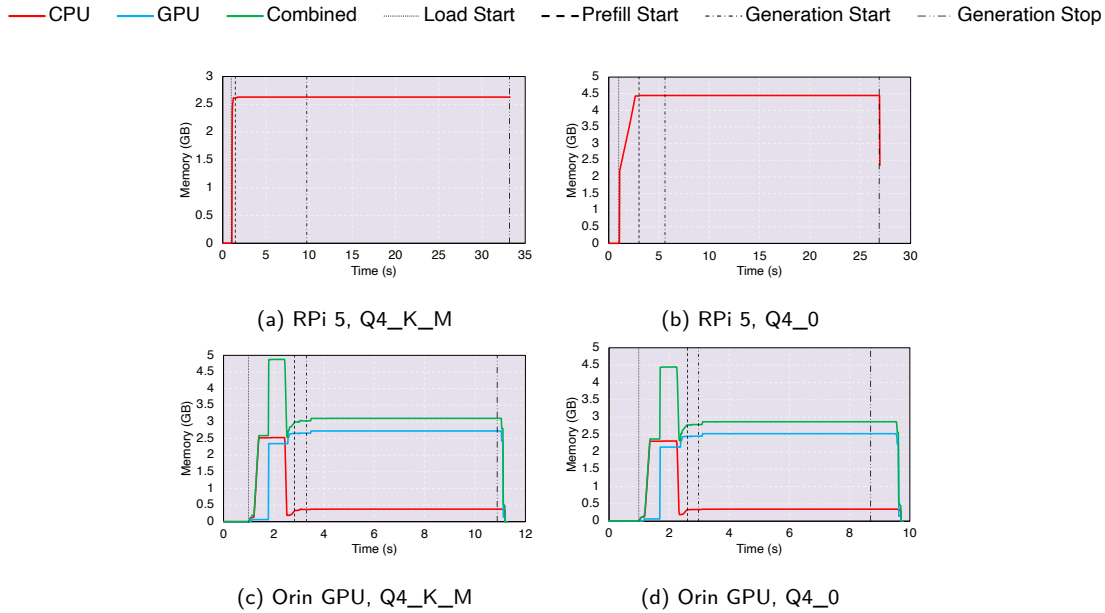 CPU GPU Combined Load Start Prefill Start Generation Start Generation Stop
3
2.5
2
1.5
1
0.5
0
Memory (GB)
0 5 10 15 20 25 30 35
Time (s)
(a) RPi 5, Q4_K_M
5
4.5
4
3.5
3
2.5
2
1.5
1
0.5
0
Memory (GB)
0 5 10 15 20 25 30
Time (s)
(b) RPi 5, Q4_0
5
4.5
4
3.5
3
2.5
2
1.5
1
0.5
0
Memory (GB)
0 2 4 6 8 10 12
Time (s)
(c) Orin GPU, Q4_K_M
5
4.5
4
3.5
3
2.5
2
1.5
1
0.5
0
Memory (GB)
0 2 4 6 8 10
Time (s)
(d) Orin GPU, Q4_0